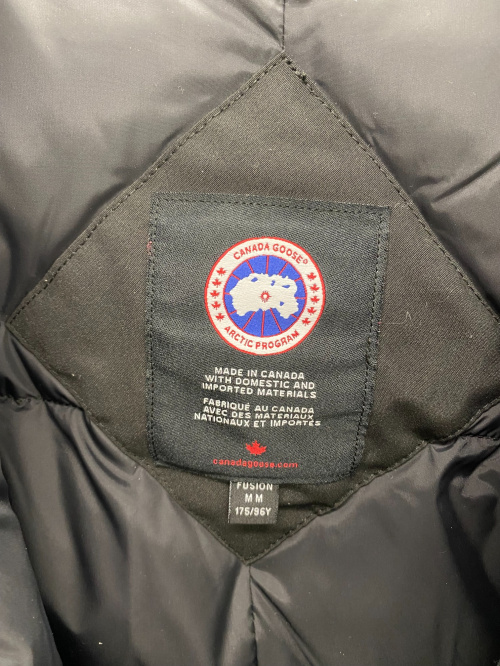 CANADA GOOSE®
ARCTIC PROGRAM
MADE IN CANADA
WITH DOMESTIC AND
IMPORTED MATERIALS
FABRIQUÉ AU CANADA
AVEC DES MATERIAUX
NATIONAUX ET IMPORTÉS
canadagoose.com
FUSION
M M
175/96Y